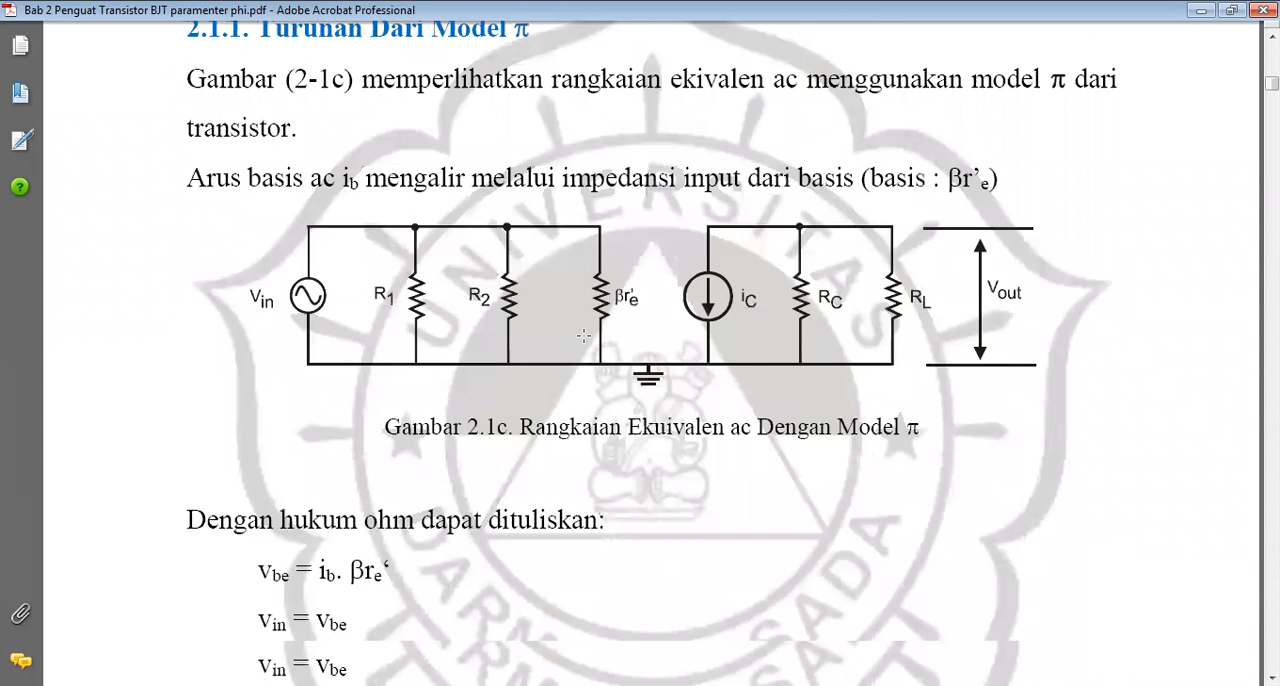 Bab 2 Penguat Transistor BJT paramenter phi.pdf - Adobe Acrobat Professional
2.1.1. Turunan Dari Model π
Gambar (2-1c) memperlihatkan rangkaian ekivalen ac menggunakan model π dari
transistor.
Arus basis ac ib mengalir melalui impedansi input dari basis (basis : βr’e)
Vin R1 R2 βr'e iC RC RL Vout
Gambar 2.1c. Rangkaian Ekuivalen ac Dengan Model π
Dengan hukum ohm dapat dituliskan:
vbe = ib. βre‘
vin = vbe
vin = vbe
UNIVERSITAS
DARMA
SADA